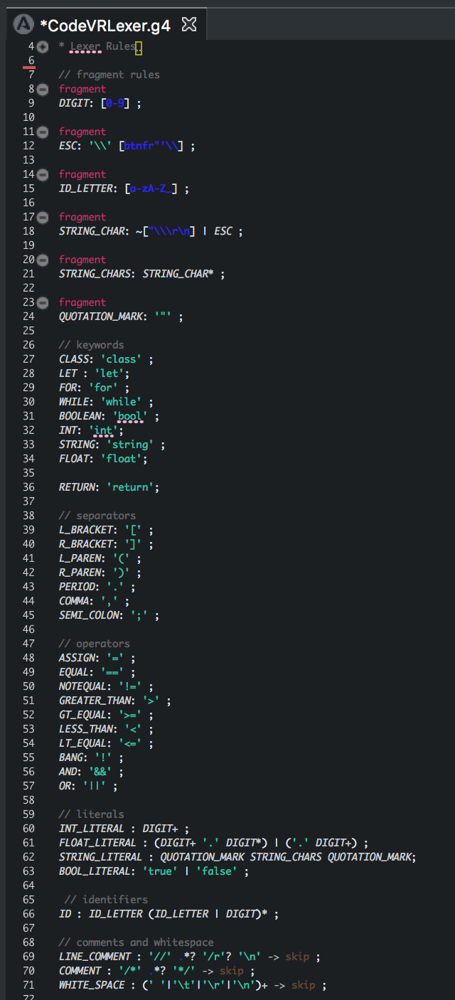 *CodeVRLexer.g4
4 * Lexer Rules
6
7 // fragment rules
8 fragment
9 DIGIT: [0-9] ;
10
11 fragment
12 ESC: '\\' [btnfr"'\\] ;
13
14 fragment
15 ID_LETTER: [a-zA-Z_] ;
16
17 fragment
18 STRING_CHAR: ~["\\\r\n] | ESC ;
19
20 fragment
21 STRING_CHARS: STRING_CHAR* ;
22
23 fragment
24 QUOTATION_MARK: '"' ;
25
26 // keywords
27 CLASS: 'class' ;
28 LET : 'let';
29 FOR: 'for' ;
30 WHILE: 'while' ;
31 BOOLEAN: 'bool' ;
32 INT: 'int';
33 STRING: 'string' ;
34 FLOAT: 'float';
35
36 RETURN: 'return';
37
38 // separators
39 L_BRACKET: '[' ;
40 R_BRACKET: ']' ;
41 L_PAREN: '(' ;
42 R_PAREN: ')' ;
43 PERIOD: '.' ;
44 COMMA: ',' ;
45 SEMI_COLON: ';' ;
46
47 // operators
48 ASSIGN: '=' ;
49 EQUAL: '==' ;
50 NOTEQUAL: '!=' ;
51 GREATER_THAN: '>' ;
52 GT_EQUAL: '>=' ;
53 LESS_THAN: '<' ;
54 LT_EQUAL: '<=' ;
55 BANG: '!' ;
56 AND: '&&' ;
57 OR: '||' ;
58
59 // literals
60 INT_LITERAL : DIGIT+ ;
61 FLOAT_LITERAL : (DIGIT+ '.' DIGIT*) | ('.' DIGIT+) ;
62 STRING_LITERAL : QUOTATION_MARK STRING_CHARS QUOTATION_MARK;
63 BOOL_LITERAL: 'true' | 'false' ;
64
65 // identifiers
66 ID : ID_LETTER (ID_LETTER | DIGIT)* ;
67
68 // comments and whitespace
69 LINE_COMMENT : '//' .*? '/r'? '\n' -> skip ;
70 COMMENT : '/*' .*? '*/' -> skip ;
71 WHITE_SPACE : (' '|'\t'|'\r'|'\n')+ -> skip ;
72